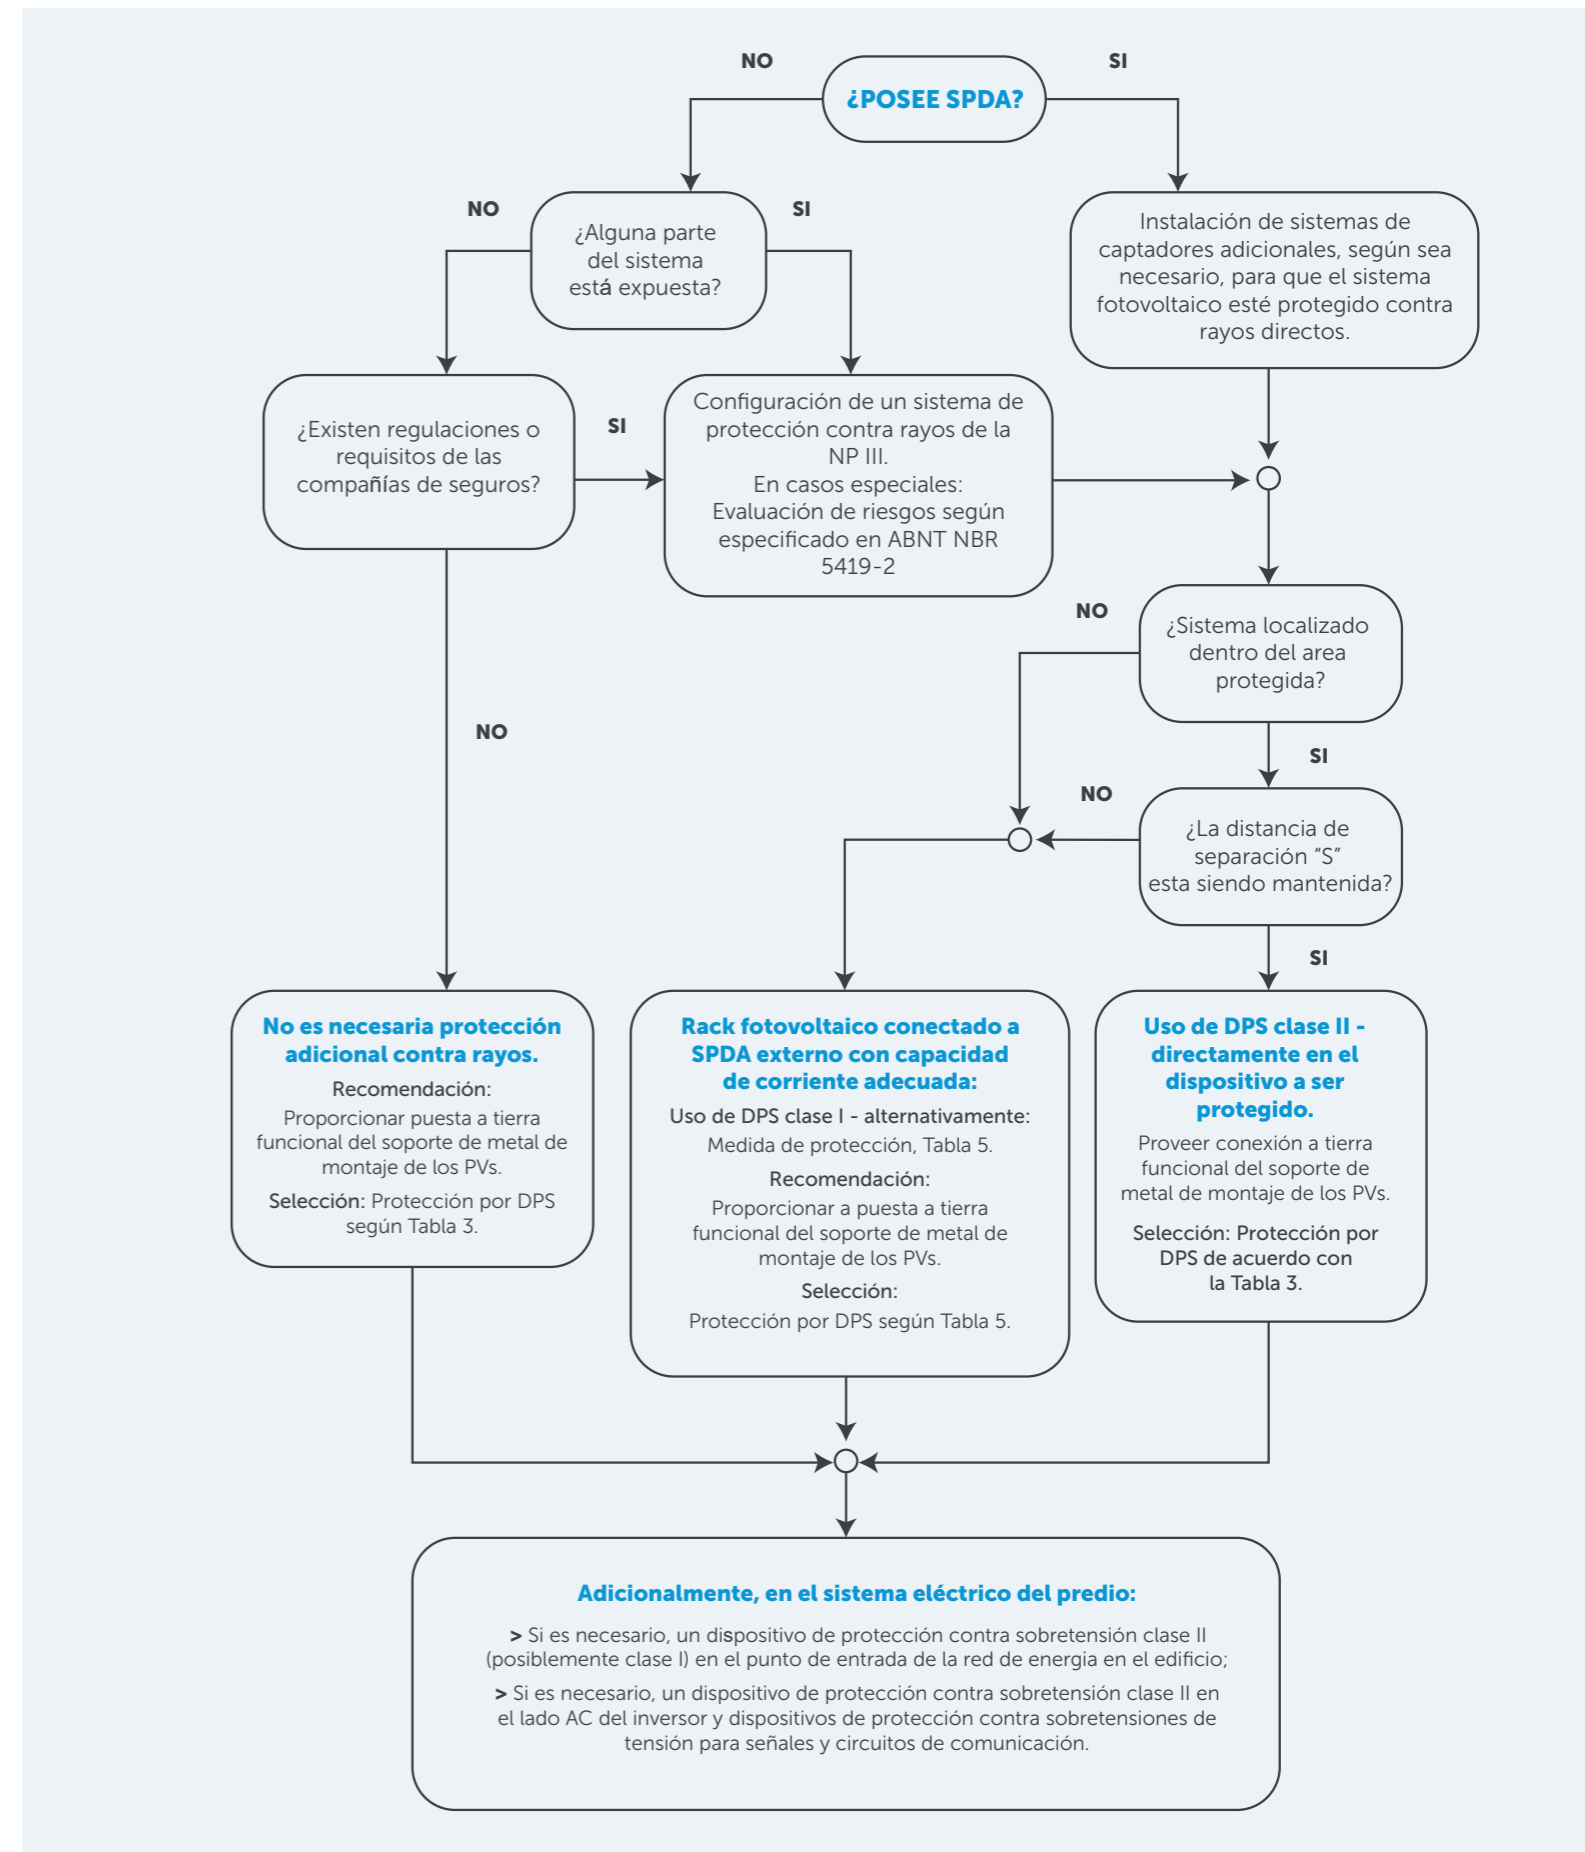 NO
SI
¿POSEE SPDA?
NO
SI
¿Alguna parte
del sistema
está expuesta?
Instalación de sistemas de
captadores adicionales, según sea
necesario, para que el sistema
fotovoltaico esté protegido contra
rayos directos.
¿Existen regulaciones o
requisitos de las
compañías de seguros?
SI
Configuración de un sistema de
protección contra rayos de la
NP III.
En casos especiales:
Evaluación de riesgos según
especificado en ABNT NBR
5419-2
NO
¿Sistema localizado
dentro del area
protegida?
NO
SI
NO
¿La distancia de
separación "S"
esta siendo mantenida?
SI
No es necesaria protección
adicional contra rayos.
Recomendación:
Proporcionar puesta a tierra
funcional del soporte de metal de
montaje de los PVs.
Selección: Protección por DPS
según Tabla 3.
Rack fotovoltaico conectado a
SPDA externo con capacidad
de corriente adecuada:
Uso de DPS clase I - alternativamente:
Medida de protección, Tabla 5.
Recomendación:
Proporcionar a puesta a tierra
funcional del soporte de metal de
montaje de los PVs.
Selección:
Protección por DPS según Tabla 5.
Uso de DPS clase II -
directamente en el
dispositivo a ser
protegido.
Proveer conexión a tierra
funcional del soporte de
metal de montaje de los PVs.
Selección: Protección por
DPS de acuerdo con
la Tabla 3.
Adicionalmente, en el sistema eléctrico del predio:
> Si es necesario, un dispositivo de protección contra sobretensión clase II
(posiblemente clase I) en el punto de entrada de la red de energia en el edificio;
> Si es necesario, un dispositivo de protección contra sobretensión clase II en
el lado AC del inversor y dispositivos de protección contra sobretensiones de
tensión para señales y circuitos de comunicación.